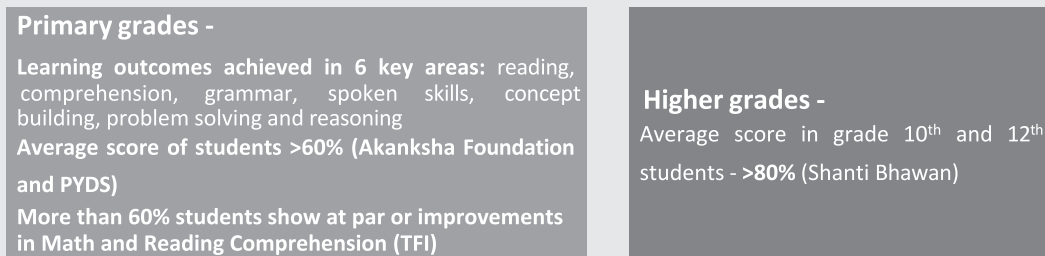 Primary grades -
Learning outcomes achieved in 6 key areas: reading,
comprehension, grammar, spoken skills, concept
building, problem solving and reasoning
Average score of students >60% (Akanksha Foundation
and PYDS)
More than 60% students show at par or improvements
in Math and Reading Comprehension (TFI)
Higher grades -
Average score in grade 10th and 12th
students - >80% (Shanti Bhawan)